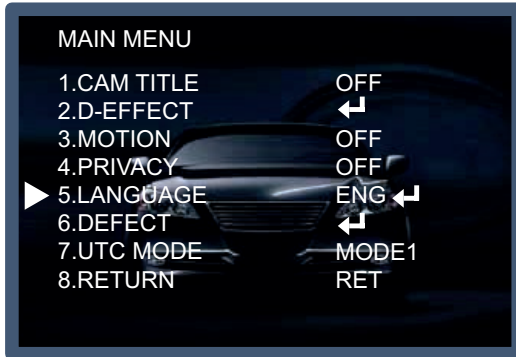 MAIN MENU
1.CAM TITLE OFF
2.D-EFFECT ↵
3.MOTION OFF
4.PRIVACY OFF
5.LANGUAGE ENG ↵
6.DEFECT ↵
7.UTC MODE MODE1
8.RETURN RET